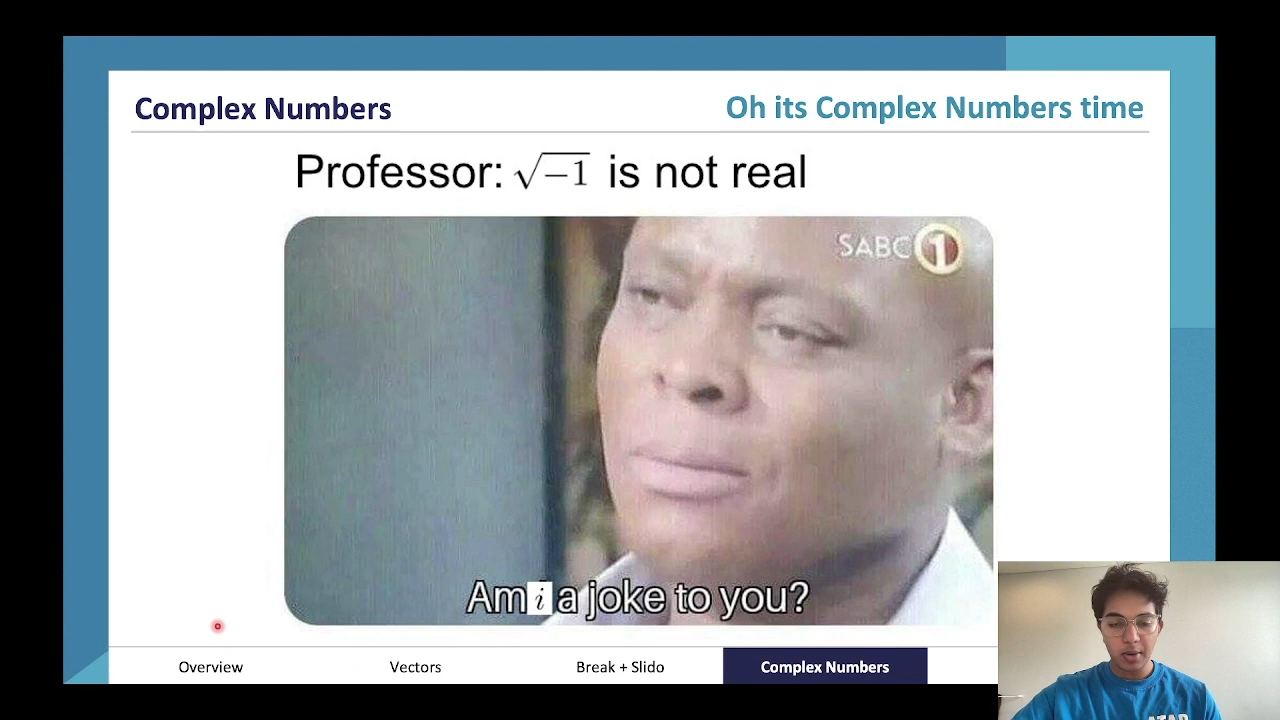 Complex Numbers
Oh its Complex Numbers time
Professor: √−1 is not real
SABC 1
Am i a joke to you?
Overview
Vectors
Break + Slido
Complex Numbers